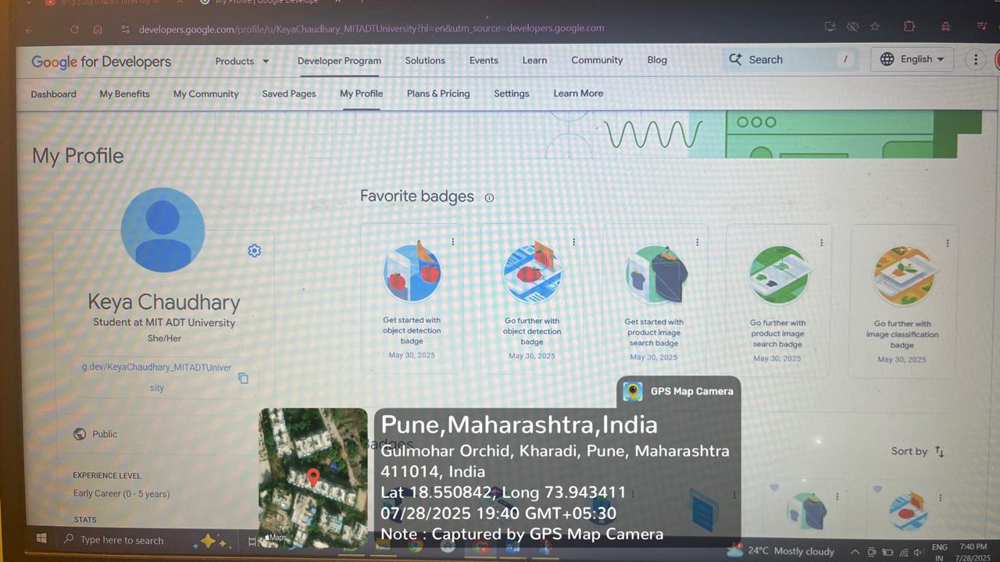 My Profile | Google Develope
developers.google.com/profile/u/KeyaChaudhary_MITADTUniversity?hl=en&utm_source=developers.google.com
Google for Developers
Products
Developer Program
Solutions
Events
Learn
Community
Blog
Search
/
English
Dashboard
My Benefits
My Community
Saved Pages
My Profile
Plans & Pricing
Settings
Learn More
My Profile
Keya Chaudhary
Student at MIT ADT University
She/Her
g.dev/KeyaChaudhary_MITADTUniver
sity
Public
EXPERIENCE LEVEL
Early Career (0 - 5 years)
STATS
Favorite badges
Get started with
object detection
badge
May 30, 2025
Go further with
object detection
badge
May 30, 2025
Get started with
product image
search badge
May 30, 2025
Go further with
product image
search badge
May 30, 2025
Go further with
image classification
badge
May 30, 2025
Badges
Sort by
GPS Map Camera
Pune,Maharashtra,India
Gulmohar Orchid, Kharadi, Pune, Maharashtra
411014, India
Lat 18.550842, Long 73.943411
07/28/2025 19:40 GMT+05:30
Note : Captured by GPS Map Camera
Maps
Type here to search
24°C Mostly cloudy
ENG
IN
7:40 PM
7/28/2025